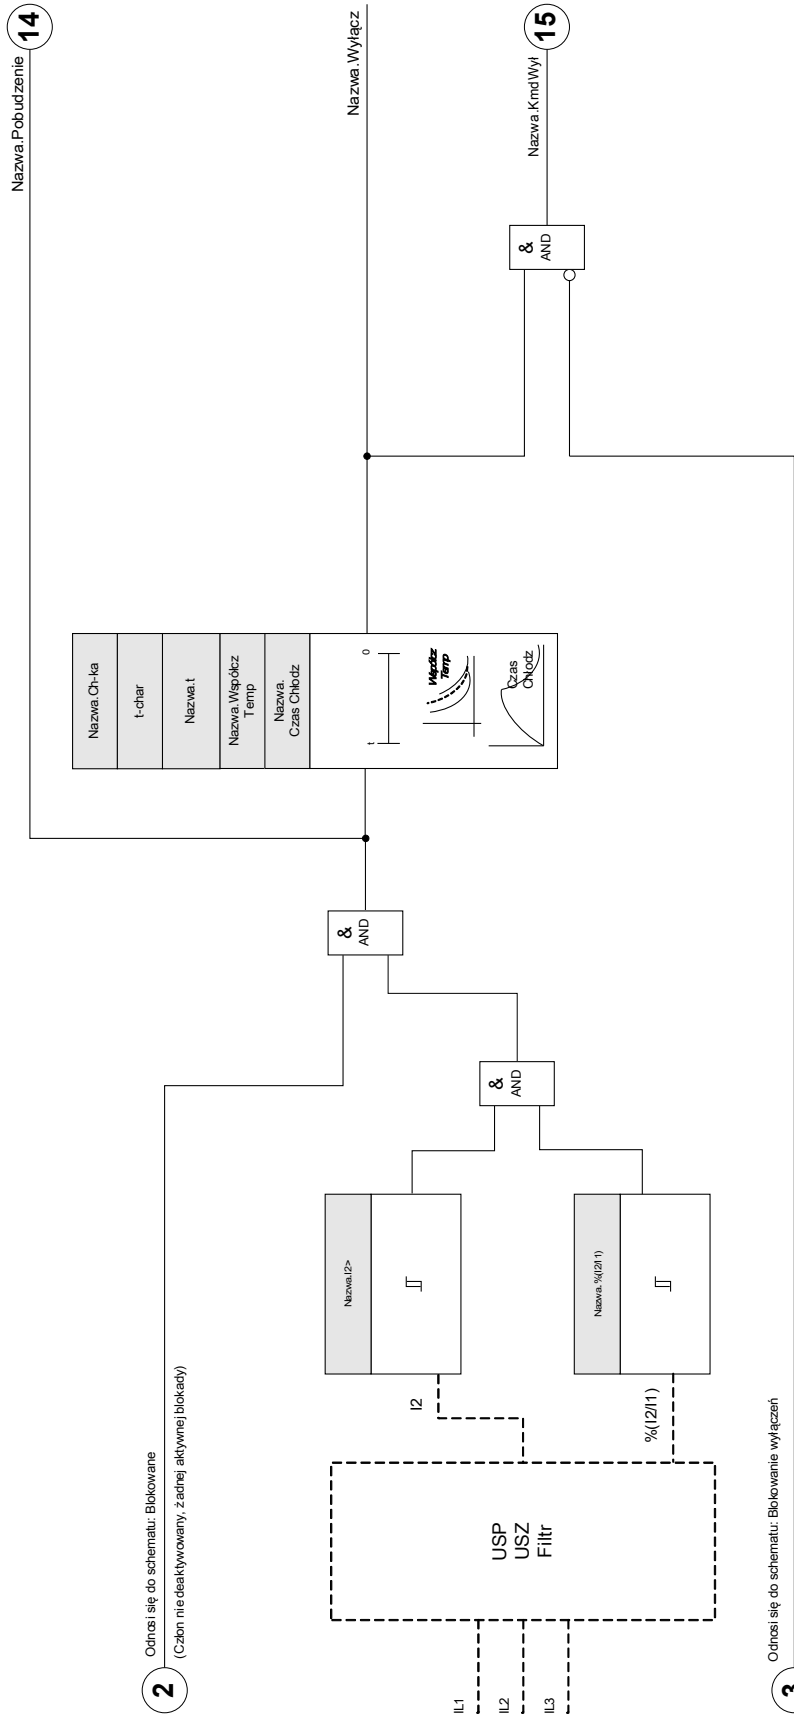 2
Odnosi się do schematu: Blokowane
(Człon nie deaktywowany, żadnej aktywnej blokady)
IL1
IL2
IL3
USP
USZ
Filtr
I2
%(I2/I1)
Nazwa.I2>
Nazwa.%(I2/I1)
&
AND
&
AND
Nazwa.Ch-ka
t-char
Nazwa.t
Nazwa.Współcz
Temp
Nazwa.
Czas Chłodz
t
0
Współcz
Temp
Czas
Chłodz
&
AND
Nazwa.Pobudzenie
14
Nazwa.Wyłącz
Nazwa.KmdWył
15
3
Odnosi się do schematu: Blokowanie wyłączeń